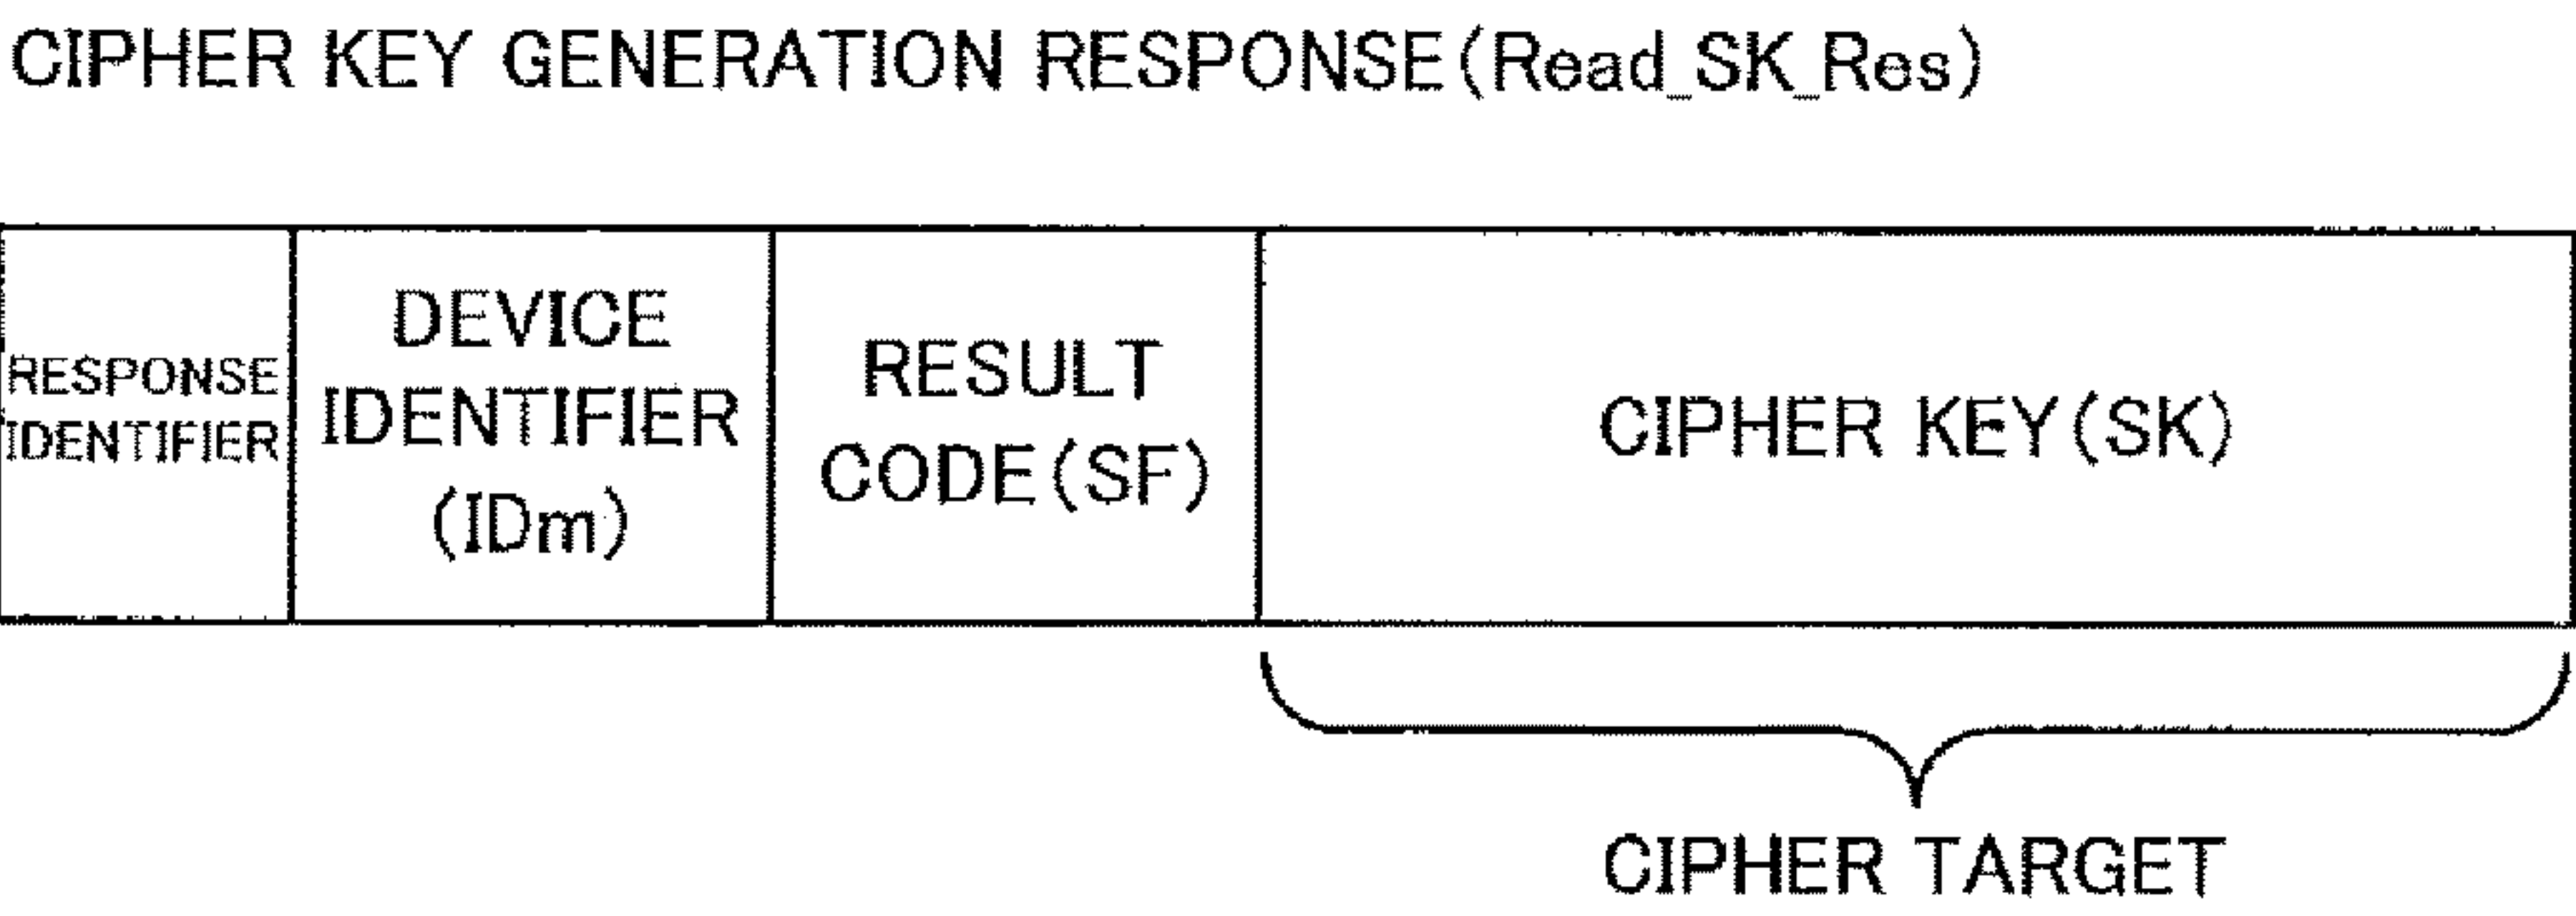 CIPHER KEY GENERATION RESPONSE(Read_SK_Res)
RESPONSE
IDENTIFIER
DEVICE
IDENTIFIER
(IDm)
RESULT
CODE(SF)
CIPHER KEY(SK)
CIPHER TARGET